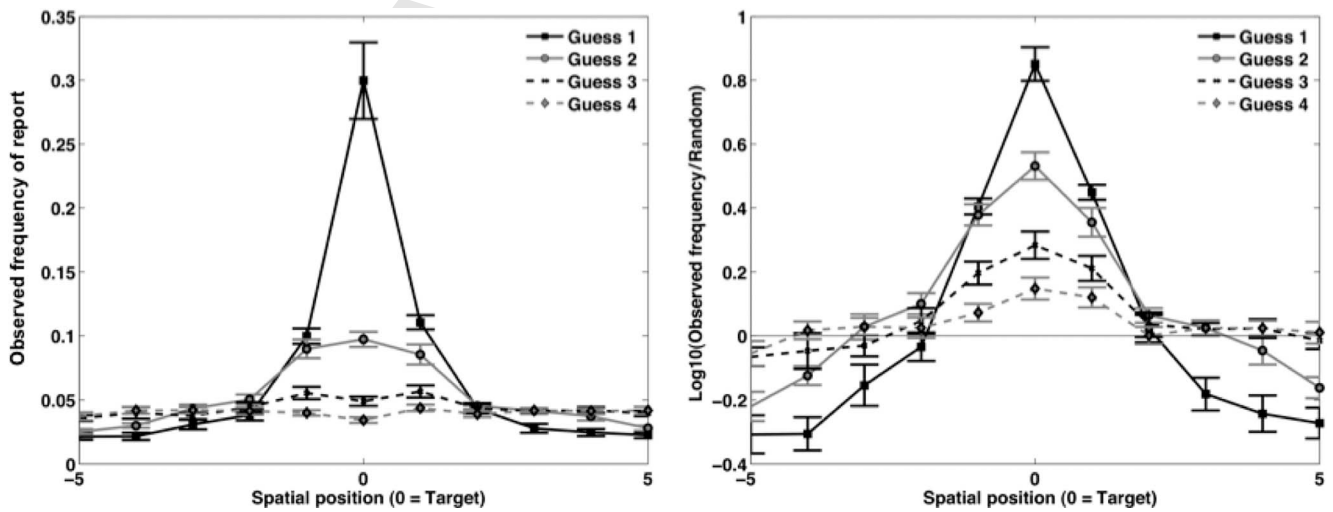 0.35
0.3
0.25
0.2
0.15
0.1
0.05
0
Observed frequency of report
Guess 1
Guess 2
Guess 3
Guess 4
−5
0
5
Spatial position (0 = Target)
1
0.8
0.6
0.4
0.2
0
−0.2
−0.4
Log10(Observed frequency/Random)
Guess 1
Guess 2
Guess 3
Guess 4
−5
0
5
Spatial position (0 = Target)